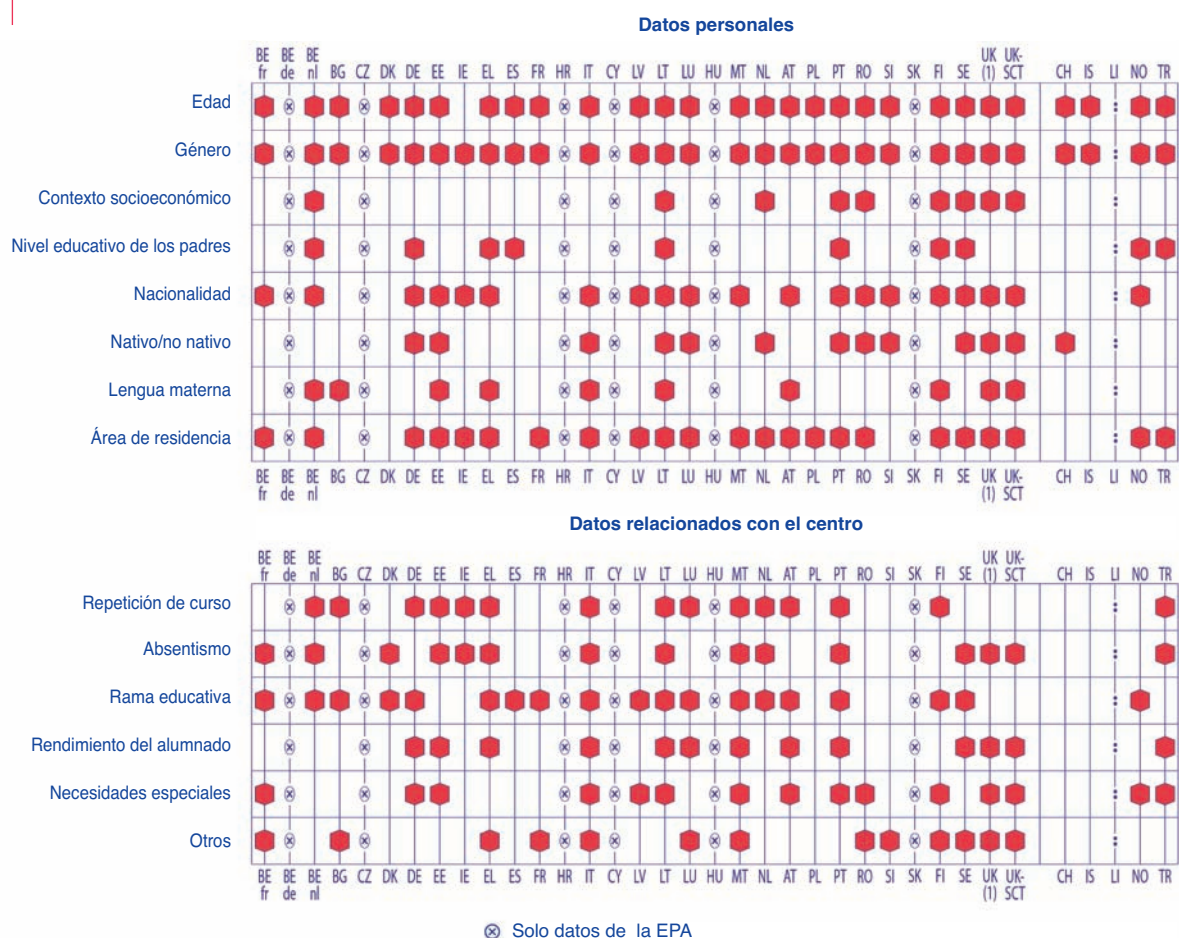 Datos personales
BE fr BE de BE nl BG CZ DK DE EE IE EL ES FR HR IT CY LV LT LU HU MT NL AT PL PT RO SI SK FI SE UK (1) UK-SCT CH IS LI NO TR
Edad
Género
Contexto socioeconómico
Nivel educativo de los padres
Nacionalidad
Nativo/no nativo
Lengua materna
Área de residencia
BE fr BE de BE nl BG CZ DK DE EE IE EL ES FR HR IT CY LV LT LU HU MT NL AT PL PT RO SI SK FI SE UK (1) UK-SCT CH IS LI NO TR
Datos relacionados con el centro
BE fr BE de BE nl BG CZ DK DE EE IE EL ES FR HR IT CY LV LT LU HU MT NL AT PL PT RO SI SK FI SE UK (1) UK-SCT CH IS LI NO TR
Repetición de curso
Absentismo
Rama educativa
Rendimiento del alumnado
Necesidades especiales
Otros
BE fr BE de BE nl BG CZ DK DE EE IE EL ES FR HR IT CY LV LT LU HU MT NL AT PL PT RO SI SK FI SE UK (1) UK-SCT CH IS LI NO TR
Solo datos de la EPA